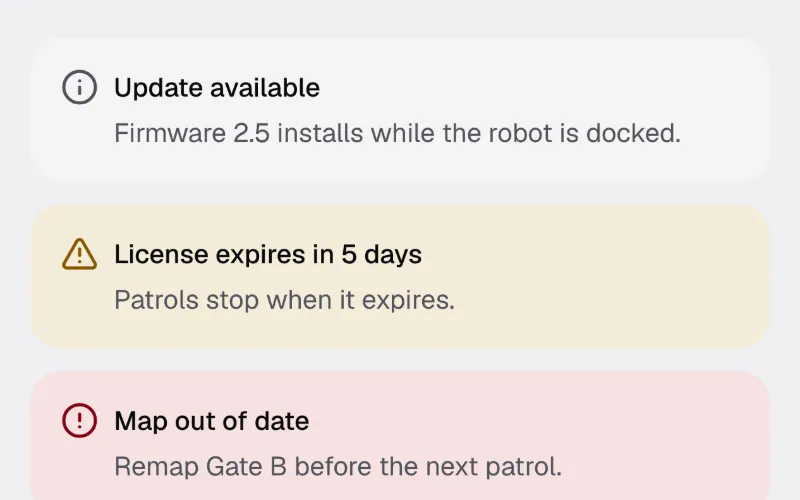 Update available
Firmware 2.5 installs while the robot is docked.
License expires in 5 days
Patrols stop when it expires.
Map out of date
Remap Gate B before the next patrol.